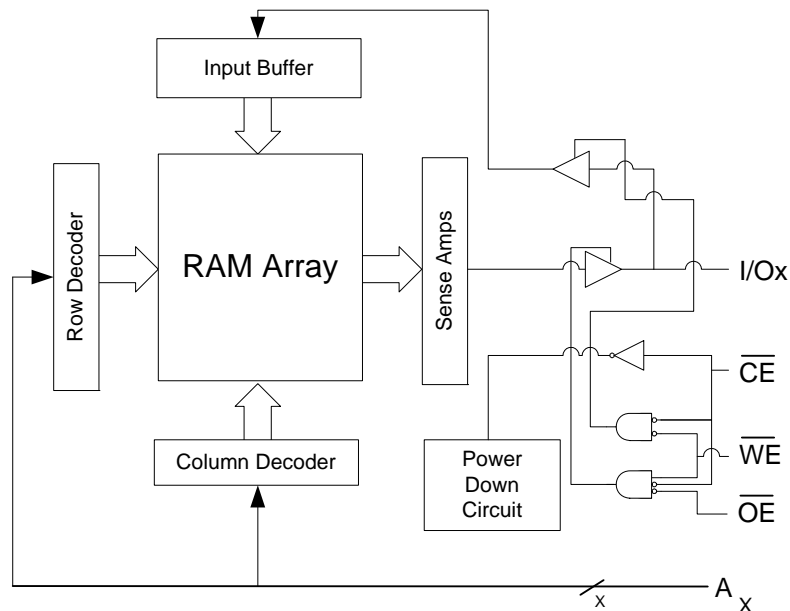 Input Buffer
Row Decoder
RAM Array
Sense Amps
I/Ox
CE
Column Decoder
Power
Down
Circuit
WE
OE
X
A X